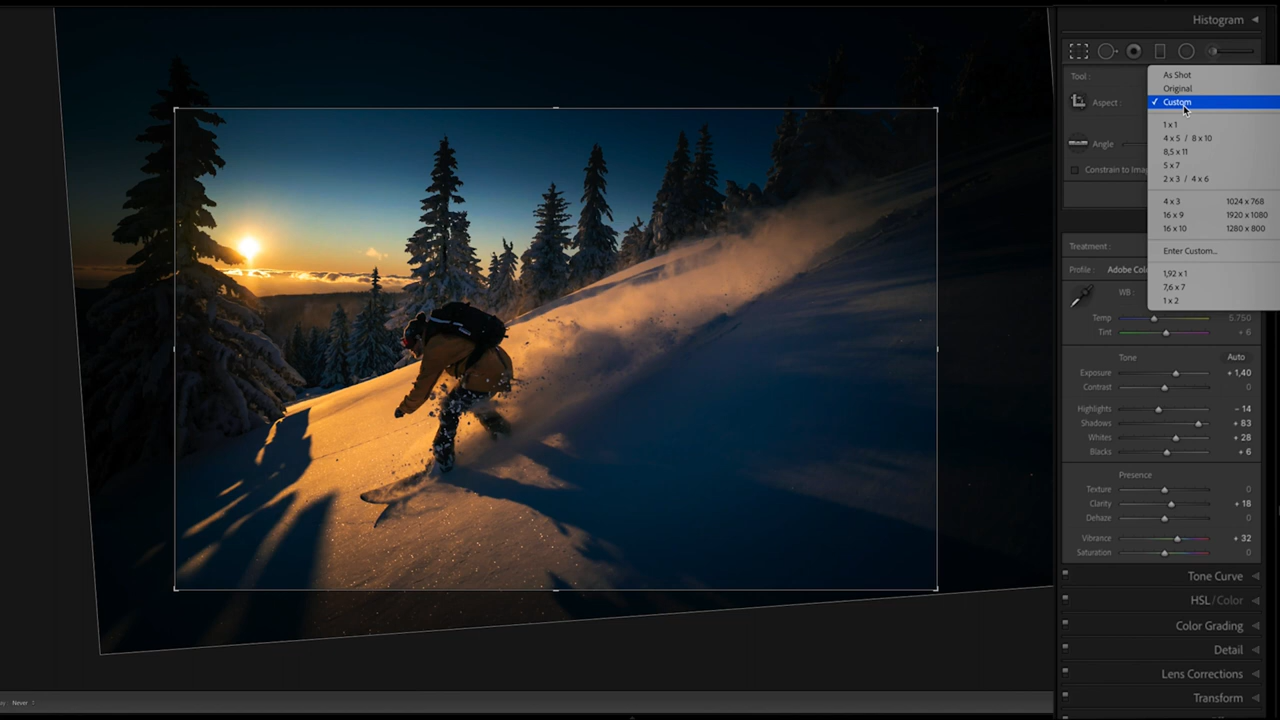 Histogram
Tool :
As Shot
Original
Aspect :
✓ Custom
1 x 1
4 x 5 / 8 x 10
Angle
8,5 x 11
Constrain to Imag
5 x 7
2 x 3 / 4 x 6
4 x 3 1024 x 768
16 x 9 1920 x 1080
16 x 10 1280 x 800
Treatment :
Enter Custom...
Profile : Adobe Col
1,92 x 1
7,6 x 7
WB :
1 x 2
Temp 5.750
Tint + 6
Tone Auto
Exposure + 1,40
Contrast 0
Highlights − 14
Shadows + 83
Whites + 28
Blacks + 6
Presence
Texture 0
Clarity + 18
Dehaze 0
Vibrance + 32
Saturation 0
Tone Curve
HSL / Color
Color Grading
Detail
Lens Corrections
Transform
Never